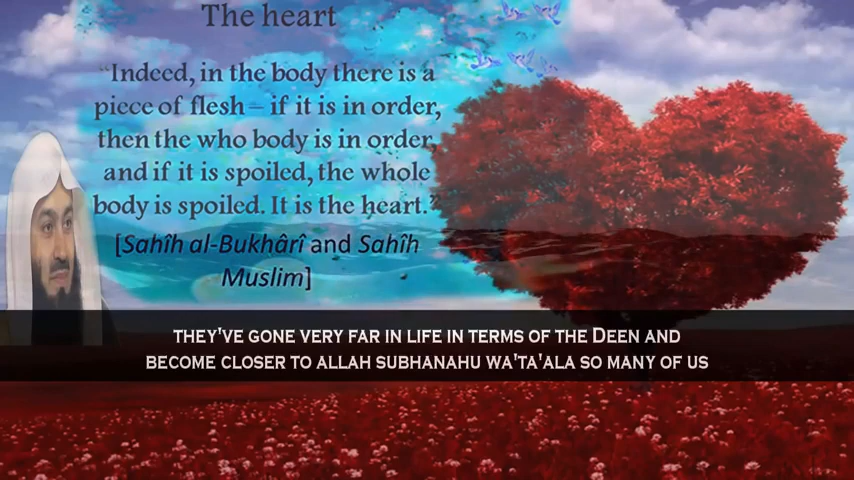 The heart
"Indeed, in the body there is a
piece of flesh – if it is in order,
then the who body is in order,
and if it is spoiled, the whole
body is spoiled. It is the heart."
[Sahîh al-Bukhârî and Sahîh
Muslim]
THEY'VE GONE VERY FAR IN LIFE IN TERMS OF THE DEEN AND
BECOME CLOSER TO ALLAH SUBHANAHU WA'TA'ALA SO MANY OF US